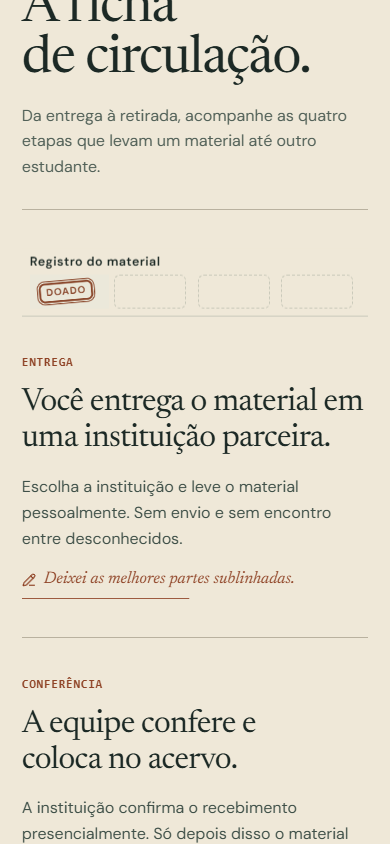 A ficha
de circulação.
Da entrega à retirada, acompanhe as quatro
etapas que levam um material até outro
estudante.
Registro do material
DOADO
ENTREGA
Você entrega o material em
uma instituição parceira.
Escolha a instituição e leve o material
pessoalmente. Sem envio e sem encontro
entre desconhecidos.
Deixei as melhores partes sublinhadas.
CONFERÊNCIA
A equipe confere e
coloca no acervo.
A instituição confirma o recebimento
presencialmente. Só depois disso o material